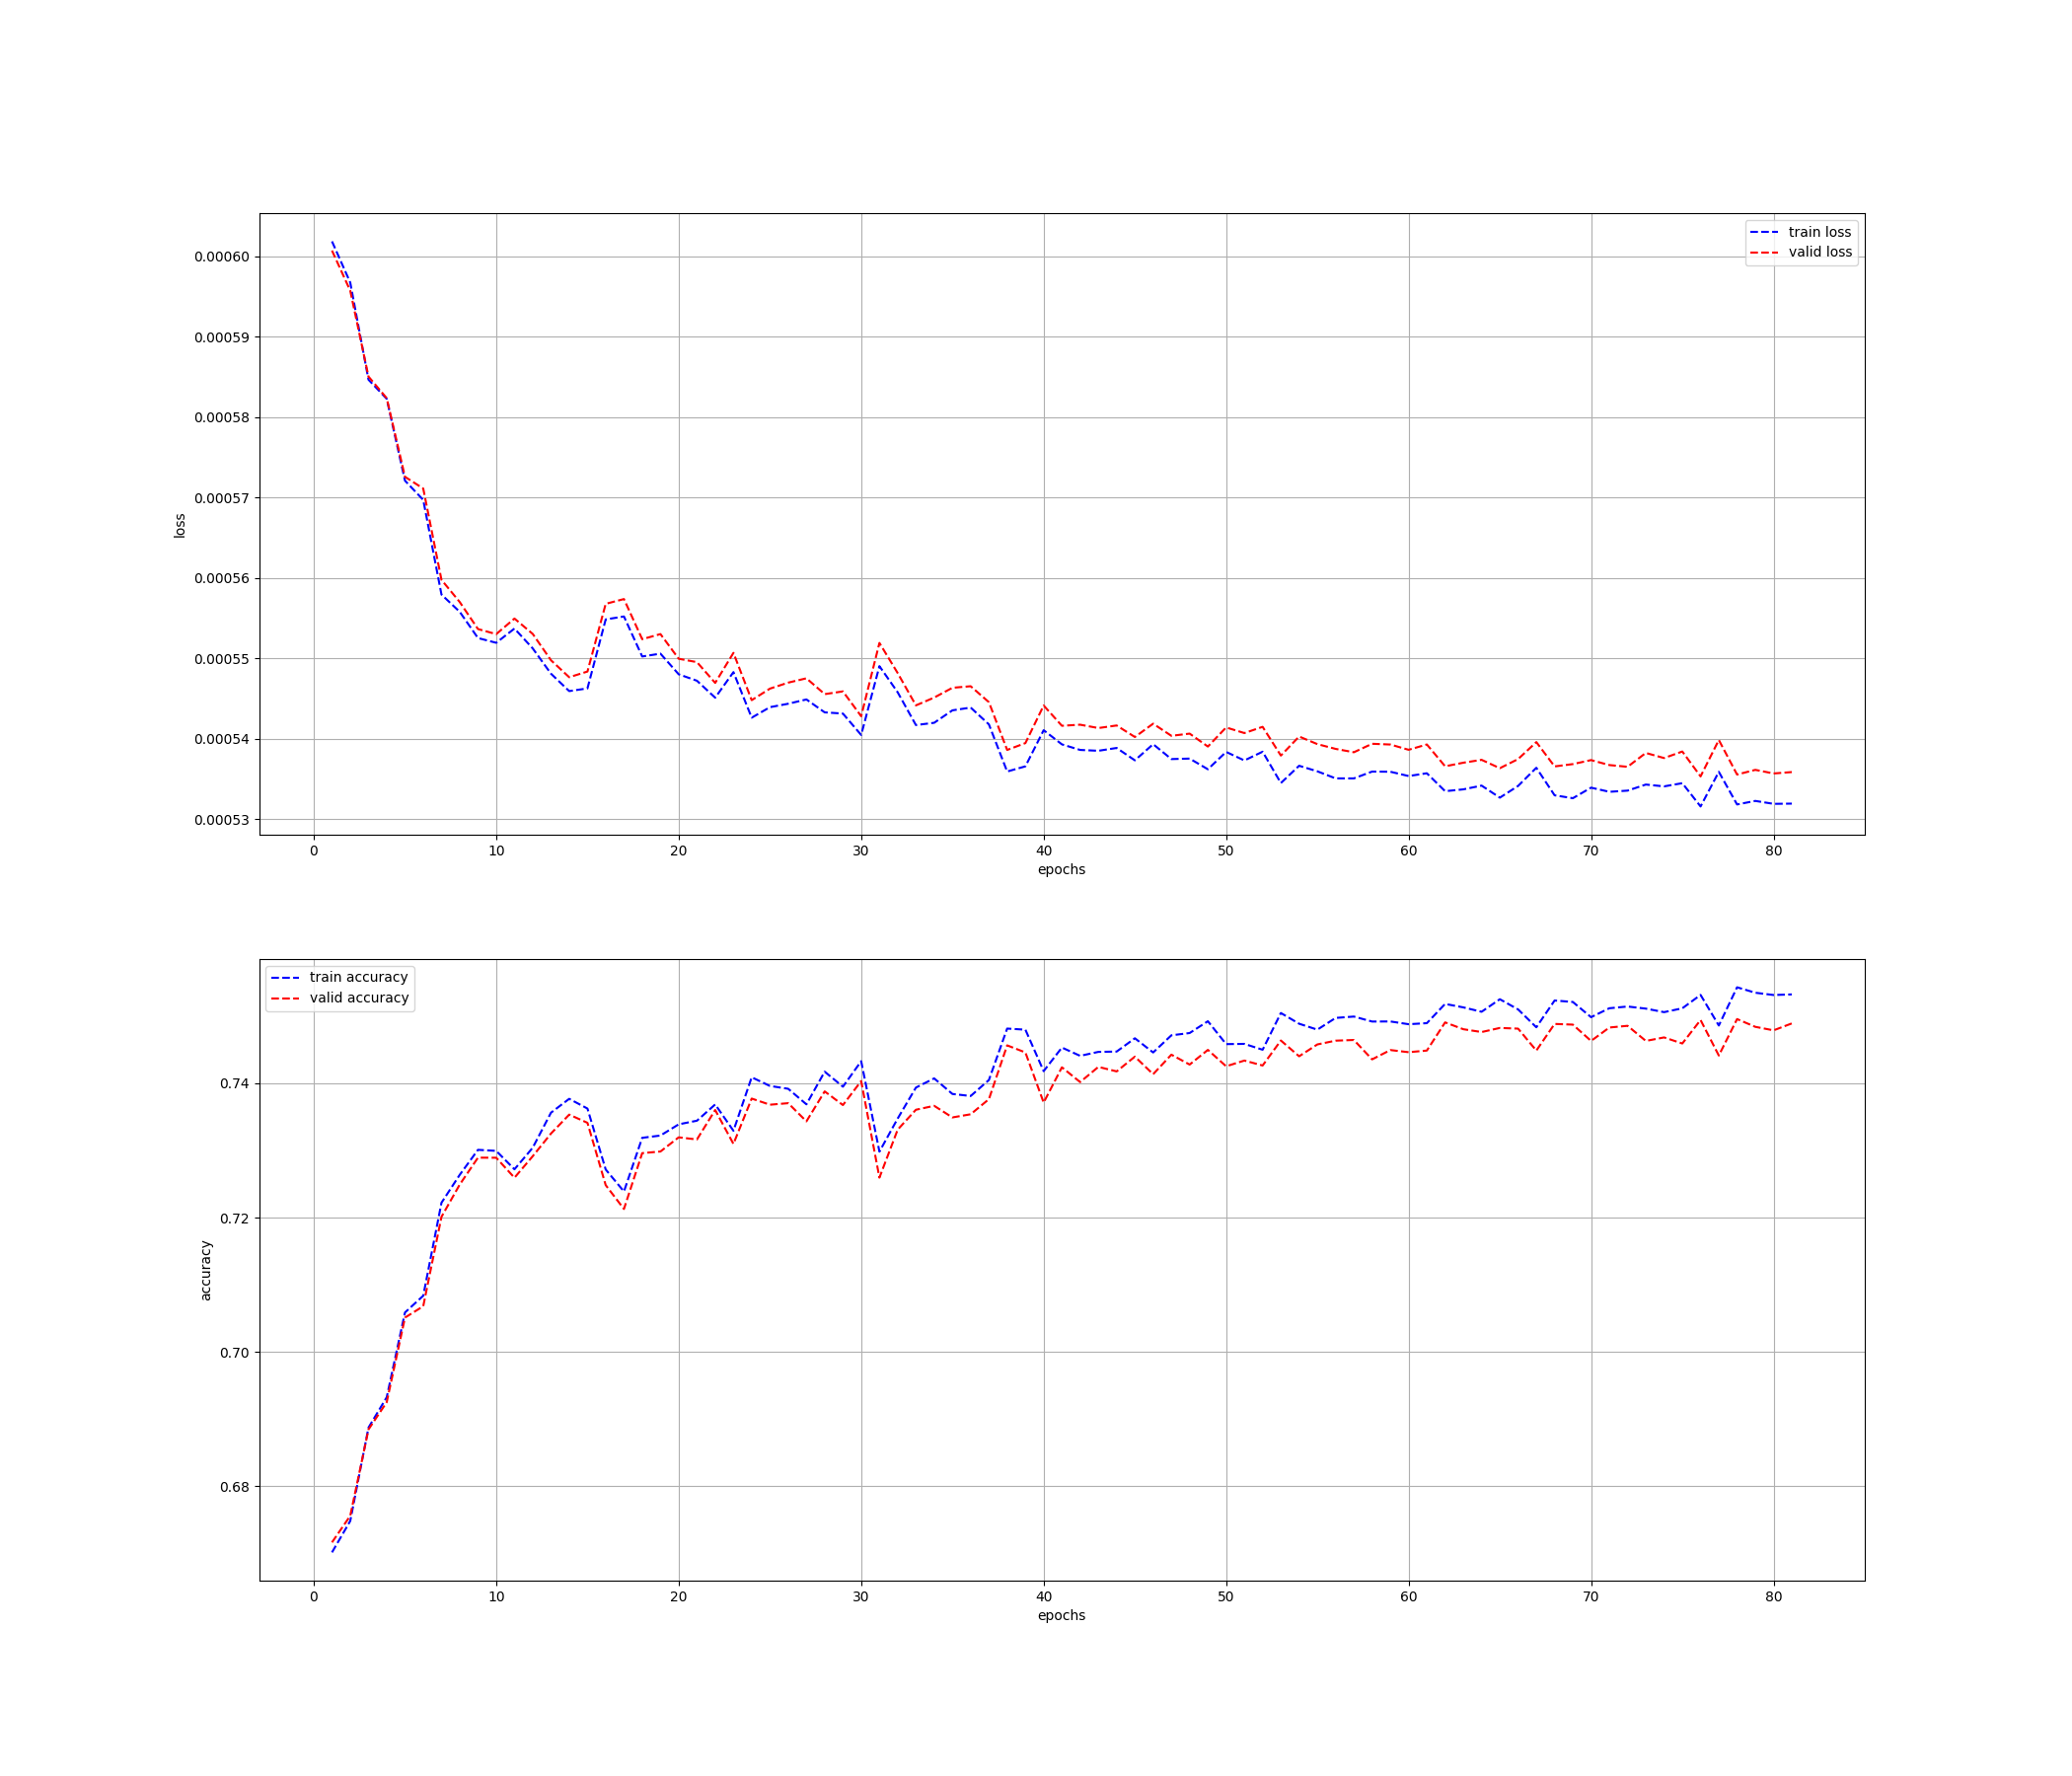 train loss
valid loss
0.00060
0.00059
0.00058
0.00057
0.00056
0.00055
0.00054
0.00053
loss
0 10 20 30 40 50 60 70 80
epochs
train accuracy
valid accuracy
0.74
0.72
0.70
0.68
accuracy
0 10 20 30 40 50 60 70 80
epochs